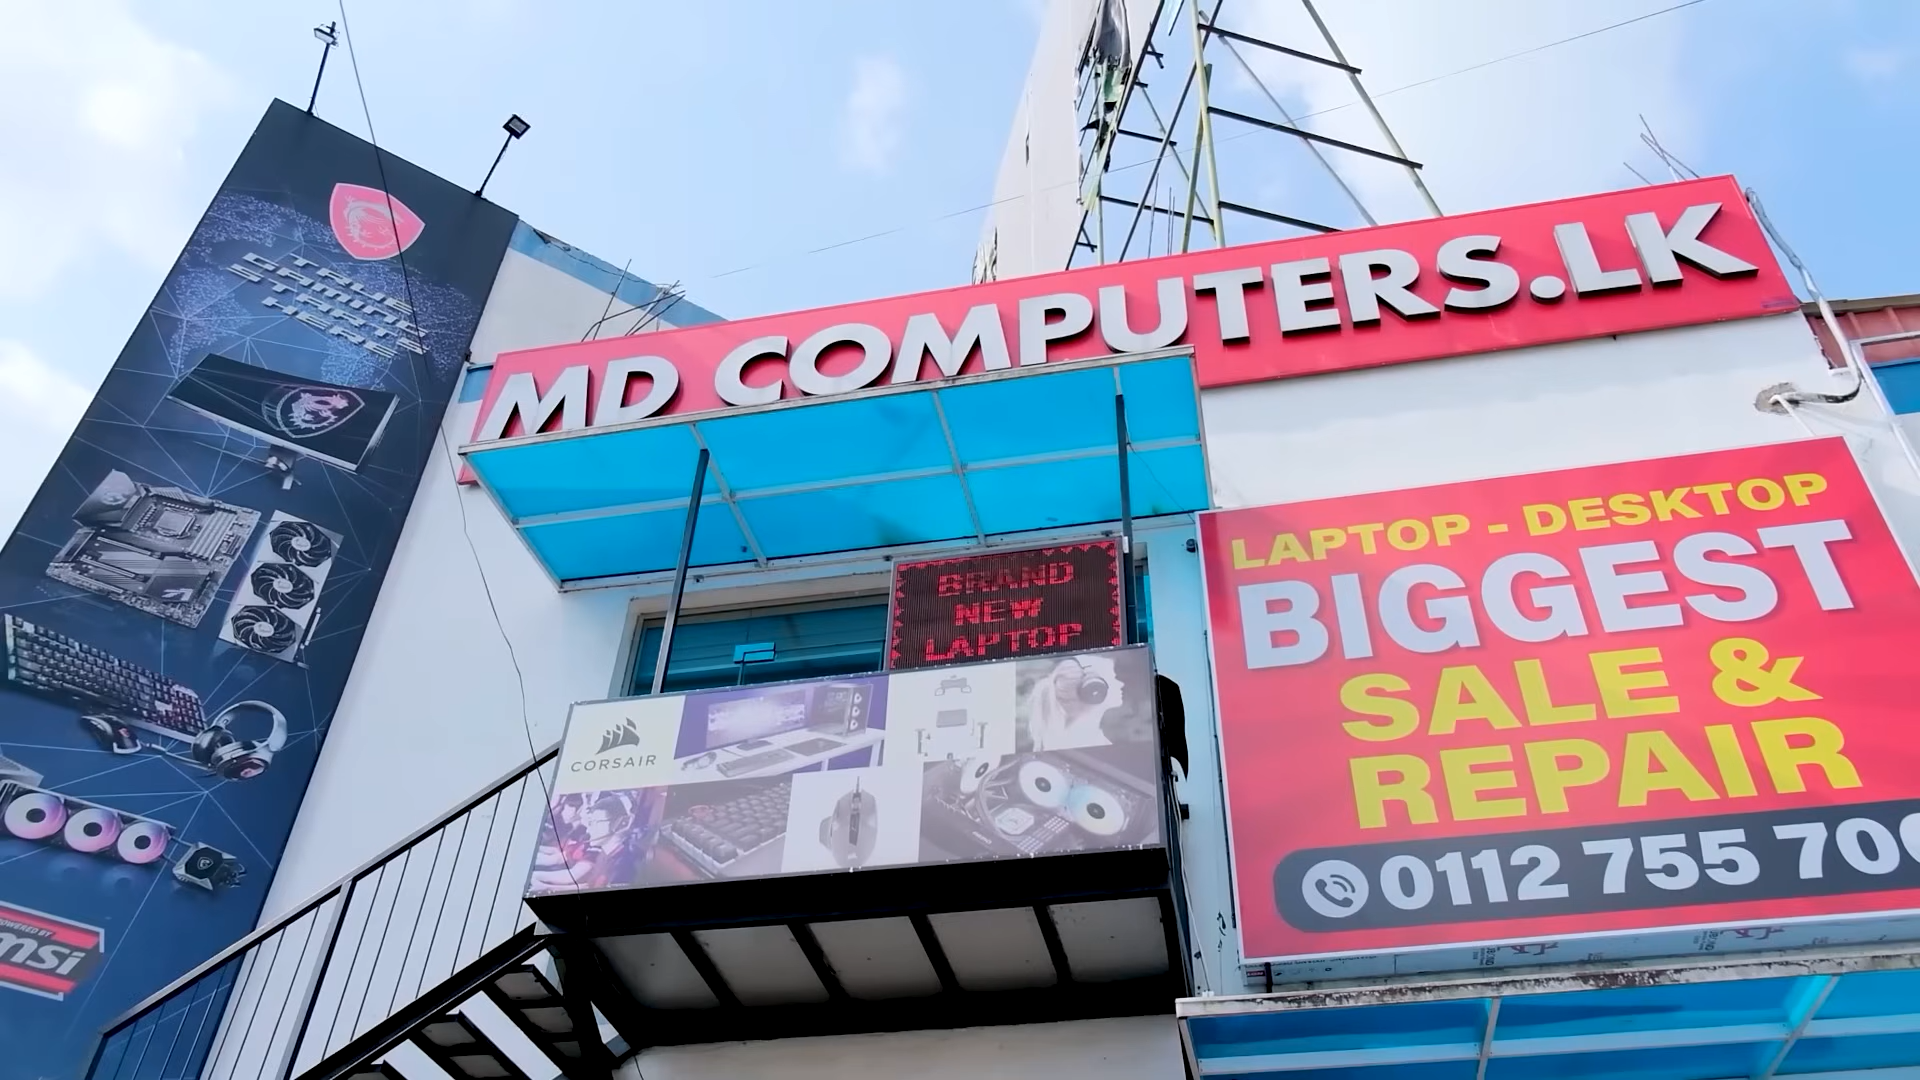 TRUE
GAMING
STARTS
HERE
MD COMPUTERS.LK
BRAND
NEW
LAPTOP
LAPTOP - DESKTOP
BIGGEST
SALE &
REPAIR
0112 755 700
CORSAIR
POWERED BY
msi